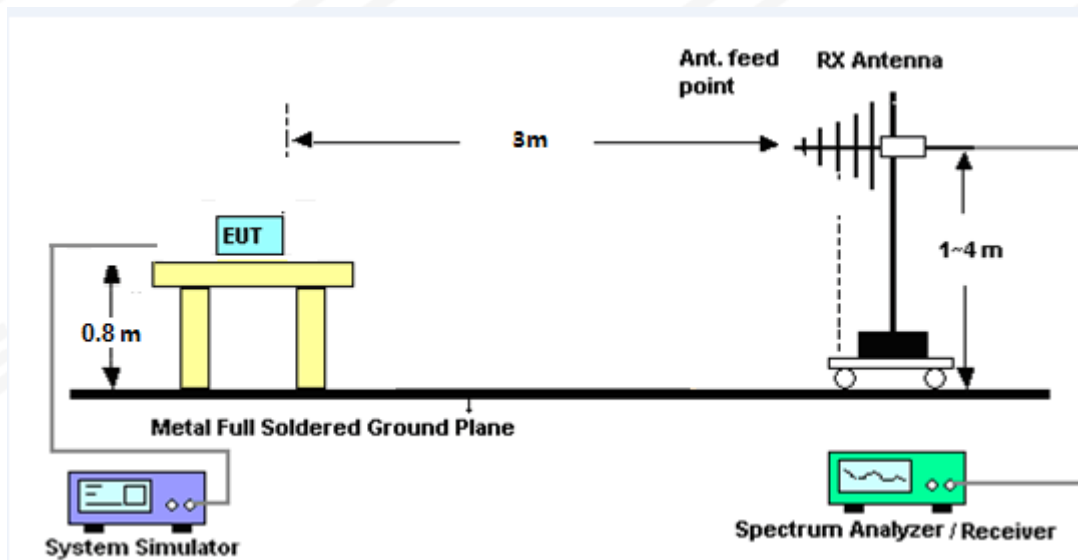 Ant. feed
point
RX Antenna
3m
EUT
1~4 m
0.8 m
Metal Full Soldered Ground Plane
System Simulator
Spectrum Analyzer / Receiver